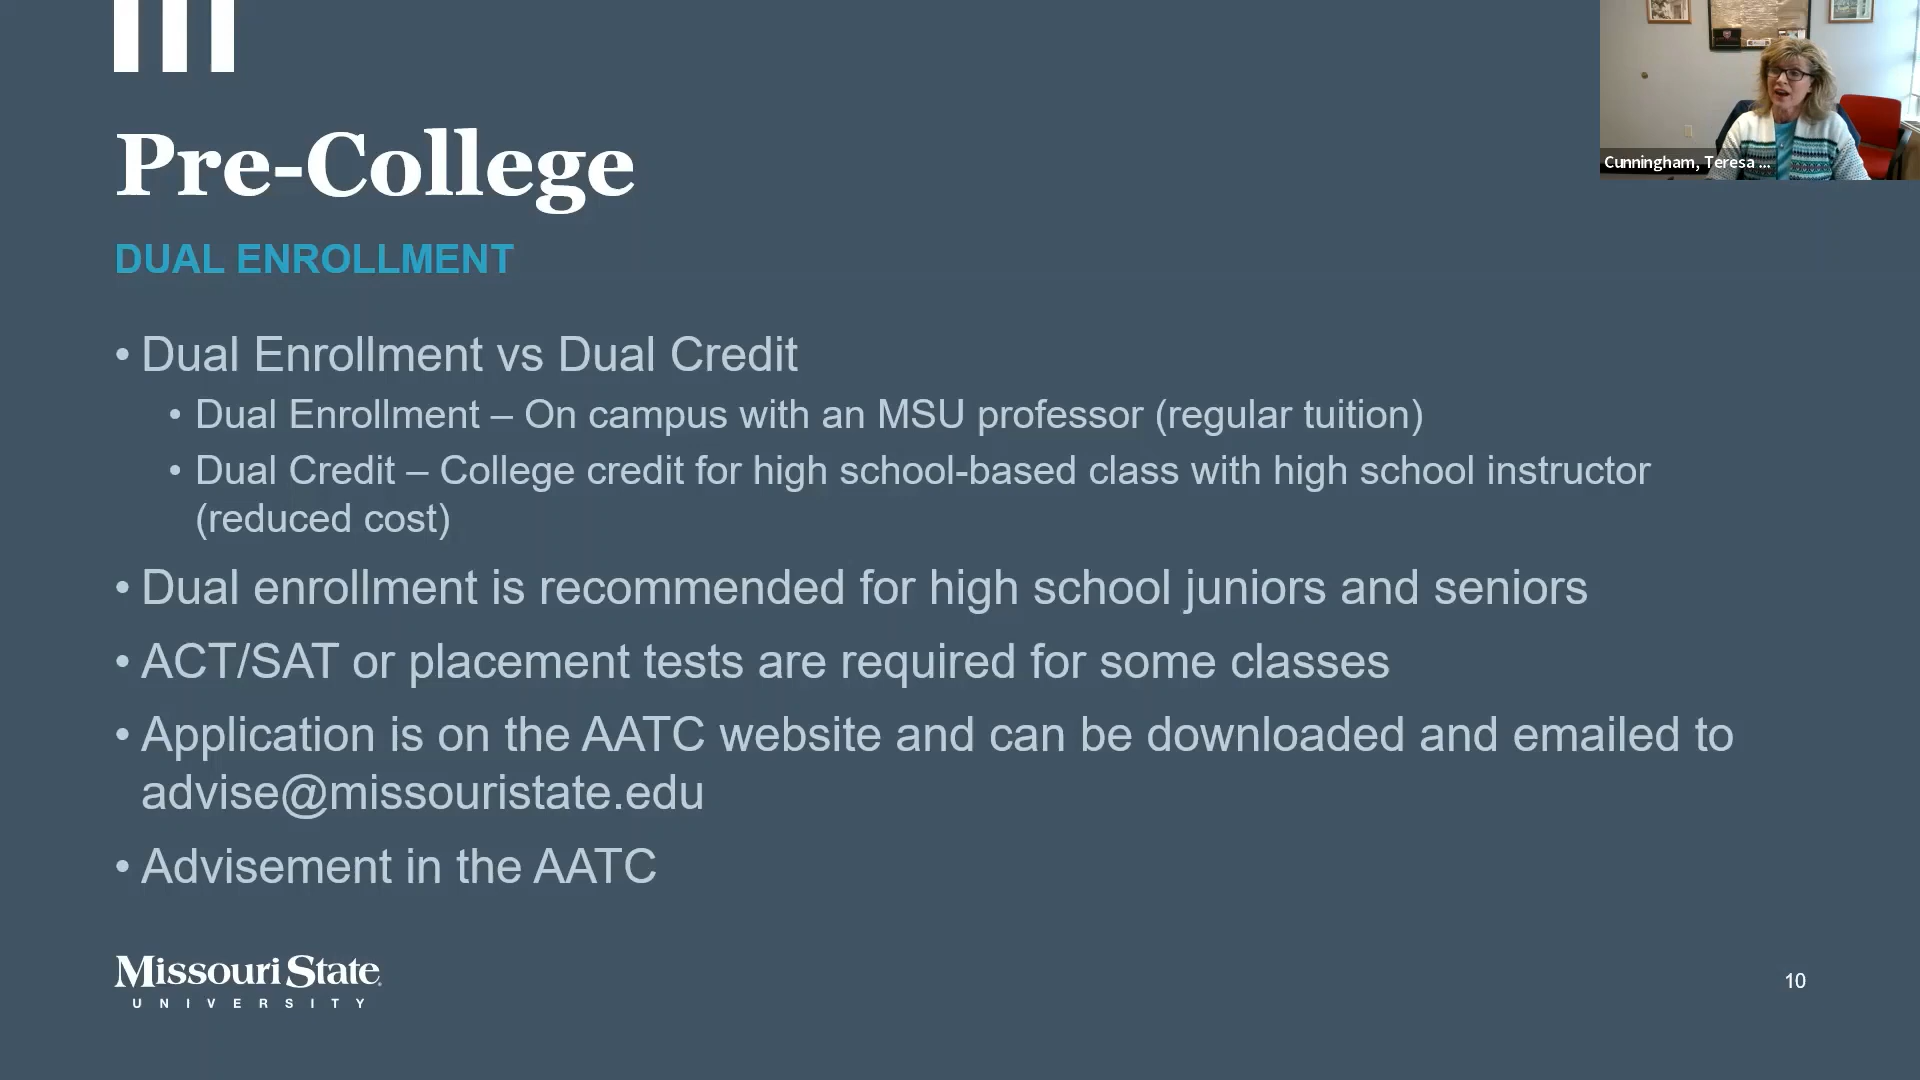 Cunningham, Teresa ...
Pre-College
DUAL ENROLLMENT
• Dual Enrollment vs Dual Credit
• Dual Enrollment – On campus with an MSU professor (regular tuition)
• Dual Credit – College credit for high school-based class with high school instructor
(reduced cost)
• Dual enrollment is recommended for high school juniors and seniors
• ACT/SAT or placement tests are required for some classes
• Application is on the AATC website and can be downloaded and emailed to
advise@missouristate.edu
• Advisement in the AATC
Missouri State
UNIVERSITY
10